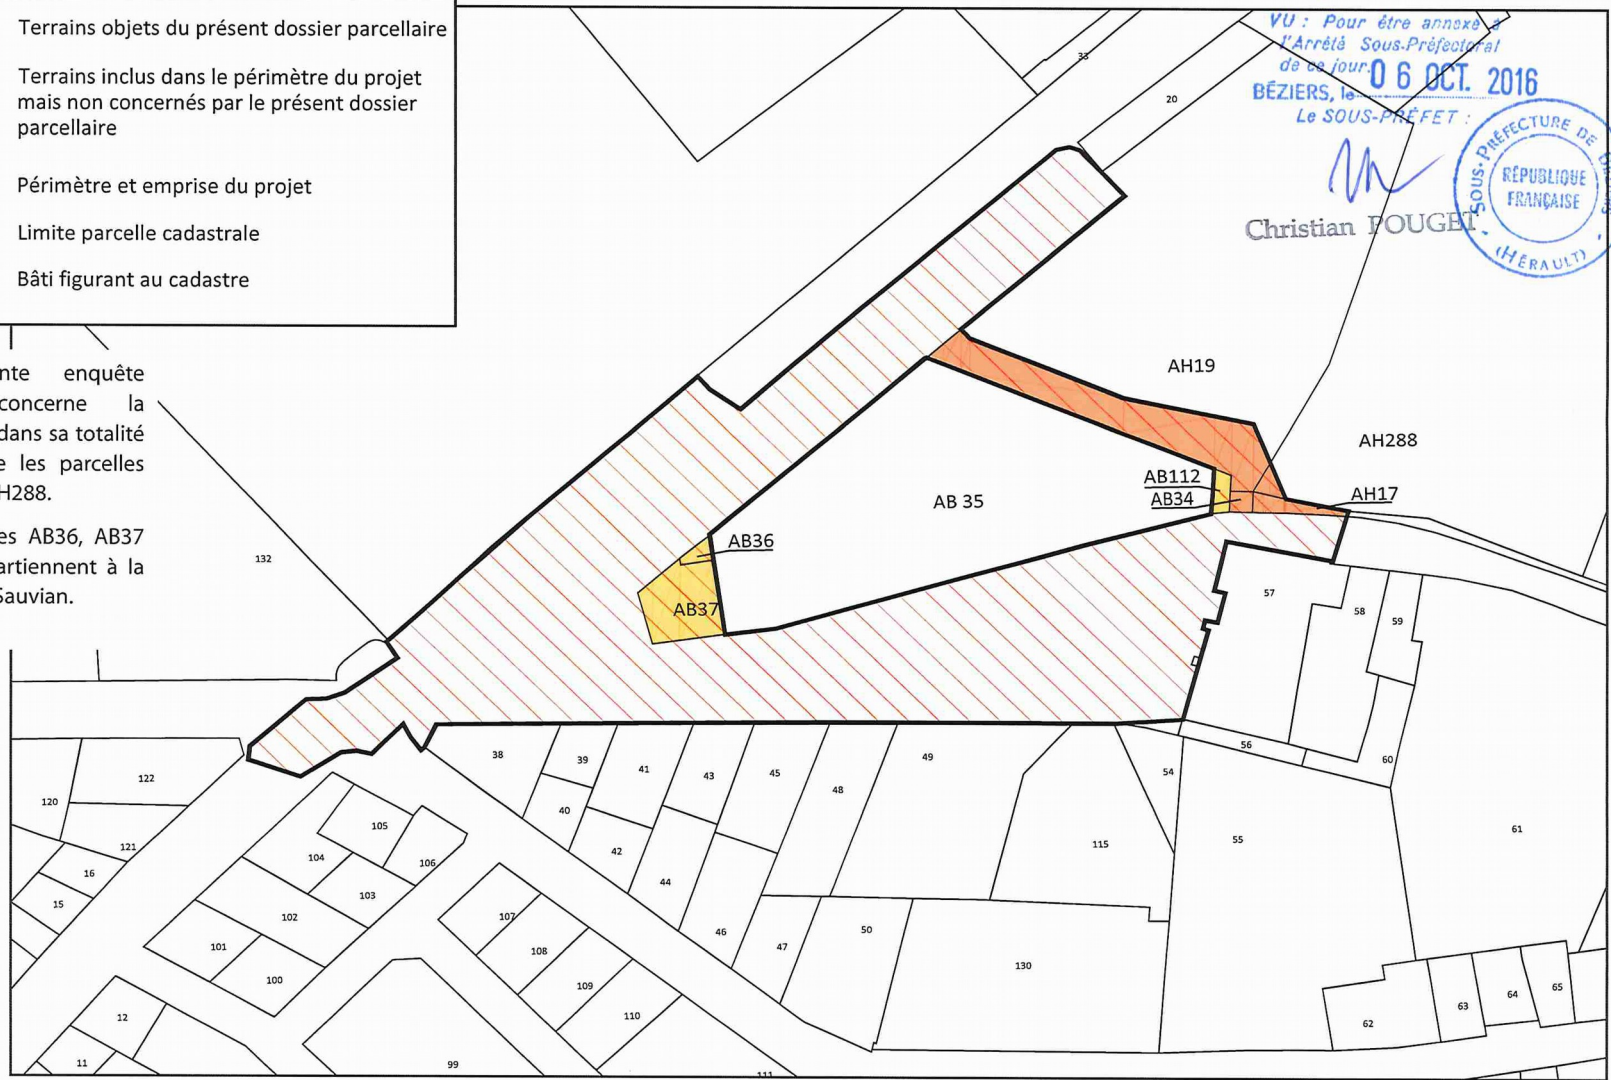 Terrains objets du présent dossier parcellaire
Terrains inclus dans le périmètre du projet
mais non concernés par le présent dossier
parcellaire
Périmètre et emprise du projet
Limite parcelle cadastrale
Bâti figurant au cadastre
VU : Pour être annexé à
l'Arrêté Sous-Préfectoral
de ce jour.
06 OCT. 2016
BÉZIERS, le
Le SOUS-PRÉFET :
Christian POUGET
SOUS-PRÉFECTURE DE
RÉPUBLIQUE
FRANÇAISE
(HÉRAULT)
nte enquête
concerne la
dans sa totalité
e les parcelles
H288.
es AB36, AB37
artiennent à la
Sauvian.
33
20
AH19
AH288
AB112
AB34
AH17
AB 35
AB36
AB37
132
57
58
59
56
60
38
39
41
43
45
49
48
54
40
42
44
46
47
50
115
55
61
130
122
120
121
16
15
105
104
106
103
102
101
100
107
108
109
110
12
11
99
111
62
63
64
65